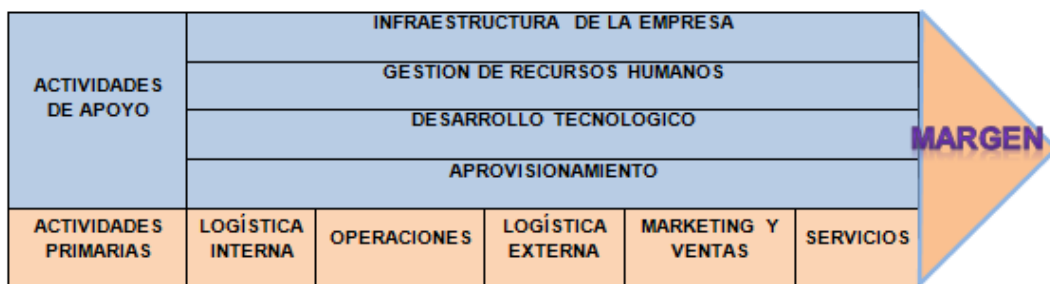 INFRAESTRUCTURA DE LA EMPRESA
ACTIVIDADES
DE APOYO
GESTION DE RECURSOS HUMANOS
DESARROLLO TECNOLOGICO
APROVISIONAMIENTO
MARGEN
ACTIVIDADES
PRIMARIAS
LOGÍSTICA
INTERNA
OPERACIONES
LOGÍSTICA
EXTERNA
MARKETING Y
VENTAS
SERVICIOS